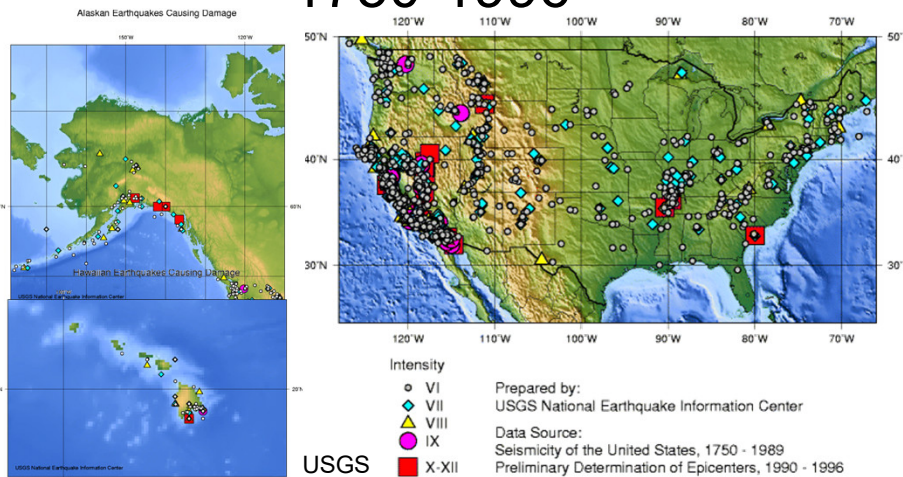 1750-1996
Alaskan Earthquakes Causing Damage
150°W
120°W
60°N
Hawaiian Earthquakes Causing Damage
USGS National Earthquake Information Center
20°N
USGS National Earthquake Information Center
120°W 110°W 100°W 90°W 80°W 70°W
50°N
50°
40°N
40°
30°N
30°
120°W 110°W 100°W 90°W 80°W 70°W
Intensity
VI
VII
VIII
IX
X-XII
Prepared by:
USGS National Earthquake Information Center
Data Source:
Seismicity of the United States, 1750 - 1989
Preliminary Determination of Epicenters, 1990 - 1996
USGS